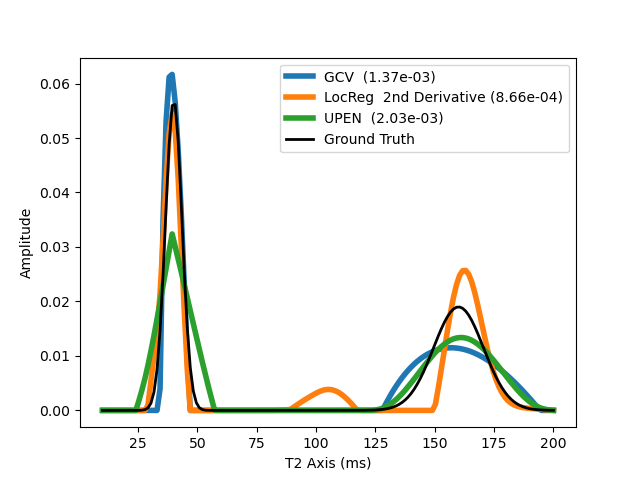 GCV  (1.37e-03)
LocReg  2nd Derivative (8.66e-04)
UPEN  (2.03e-03)
Ground Truth
0.06
0.05
0.04
0.03
0.02
0.01
0.00
Amplitude
25 50 75 100 125 150 175 200
T2 Axis (ms)